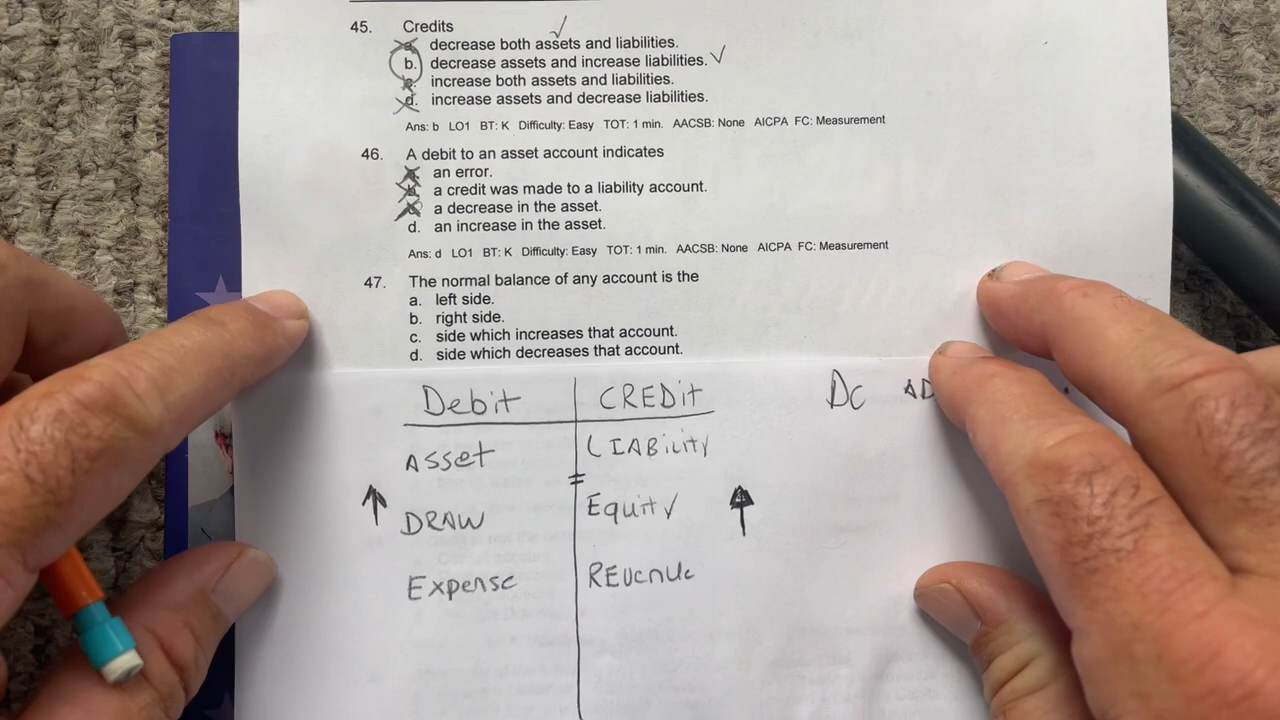 45. Credits
a. decrease both assets and liabilities.
b. decrease assets and increase liabilities.
c. increase both assets and liabilities.
d. increase assets and decrease liabilities.
Ans: b LO1 BT: K Difficulty: Easy TOT: 1 min. AACSB: None AICPA FC: Measurement
46. A debit to an asset account indicates
a. an error.
b. a credit was made to a liability account.
c. a decrease in the asset.
d. an increase in the asset.
Ans: d LO1 BT: K Difficulty: Easy TOT: 1 min. AACSB: None AICPA FC: Measurement
47. The normal balance of any account is the
a. left side.
b. right side.
c. side which increases that account.
d. side which decreases that account.
Debit CREDit DC AD
Asset LIABility
DRAW Equity
Expense REvenue